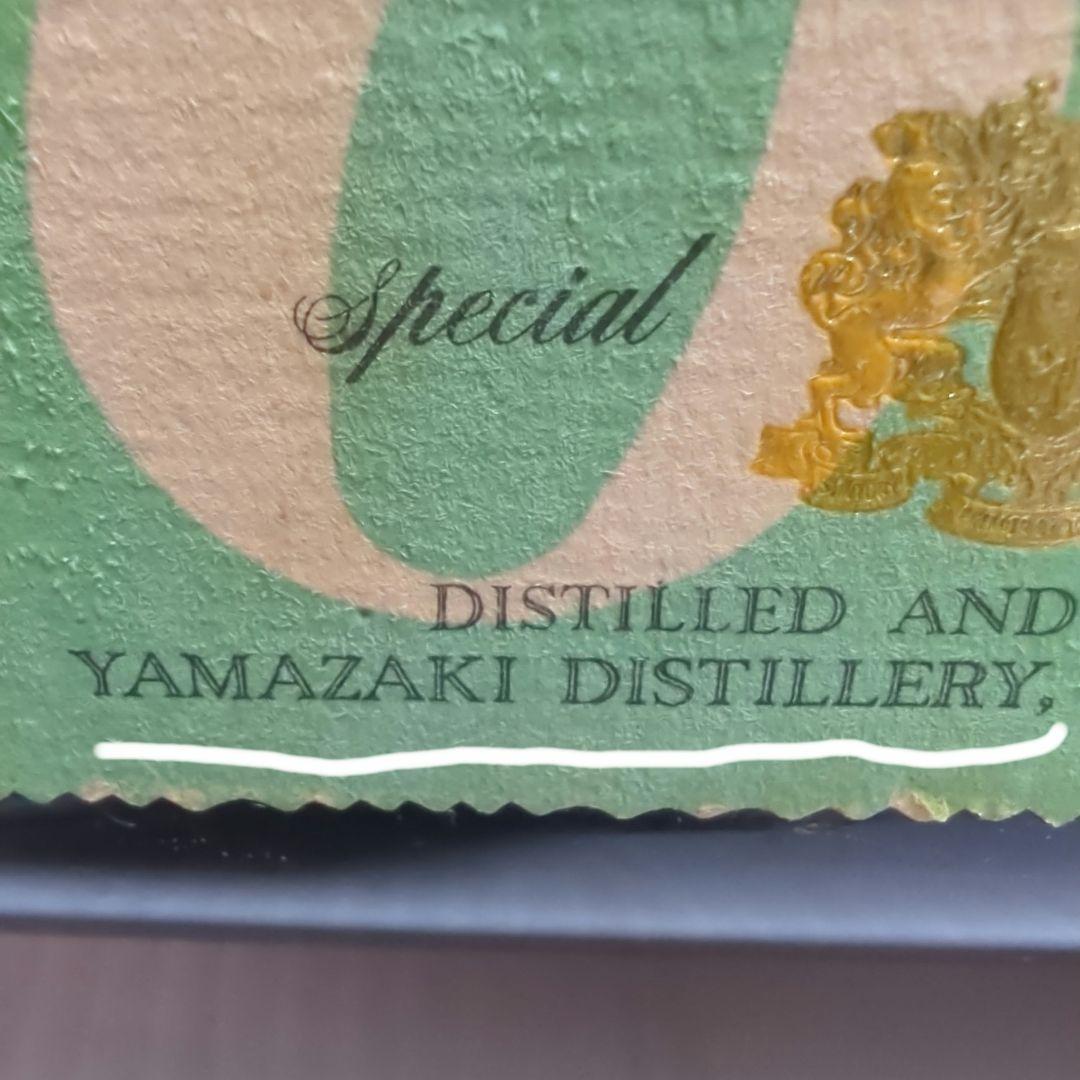 Special
DISTILLED AND
YAMAZAKI DISTILLERY,